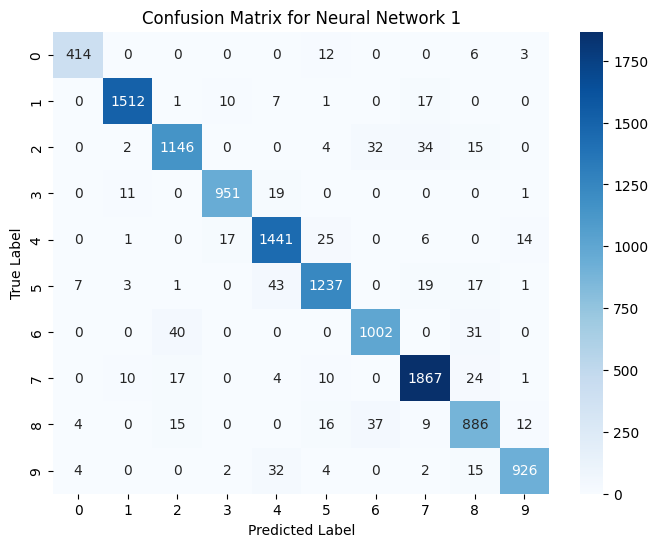 Confusion Matrix for Neural Network 1
0 414 0 0 0 0 12 0 0 6 3
1 0 1512 1 10 7 1 0 17 0 0
2 0 2 1146 0 0 4 32 34 15 0
3 0 11 0 951 19 0 0 0 0 1
4 0 1 0 17 1441 25 0 6 0 14
5 7 3 1 0 43 1237 0 19 17 1
6 0 0 40 0 0 0 1002 0 31 0
7 0 10 17 0 4 10 0 1867 24 1
8 4 0 15 0 0 16 37 9 886 12
9 4 0 0 2 32 4 0 2 15 926
0 1 2 3 4 5 6 7 8 9
True Label
Predicted Label
1750
1500
1250
1000
750
500
250
0